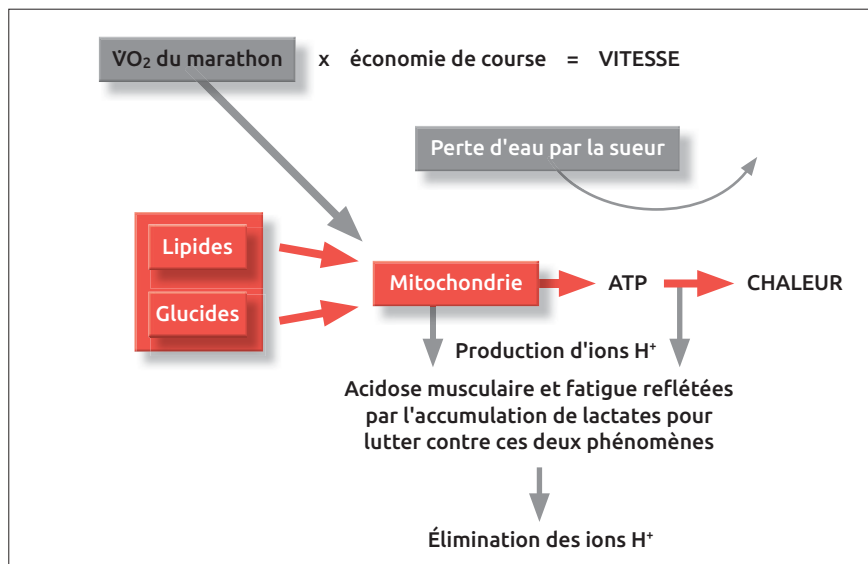 V̇O₂ du marathon x économie de course = VITESSE
Perte d'eau par la sueur
Lipides
Glucides
Mitochondrie
ATP
CHALEUR
Production d'ions H⁺
Acidose musculaire et fatigue reflétées
par l'accumulation de lactates pour
lutter contre ces deux phénomènes
Élimination des ions H⁺